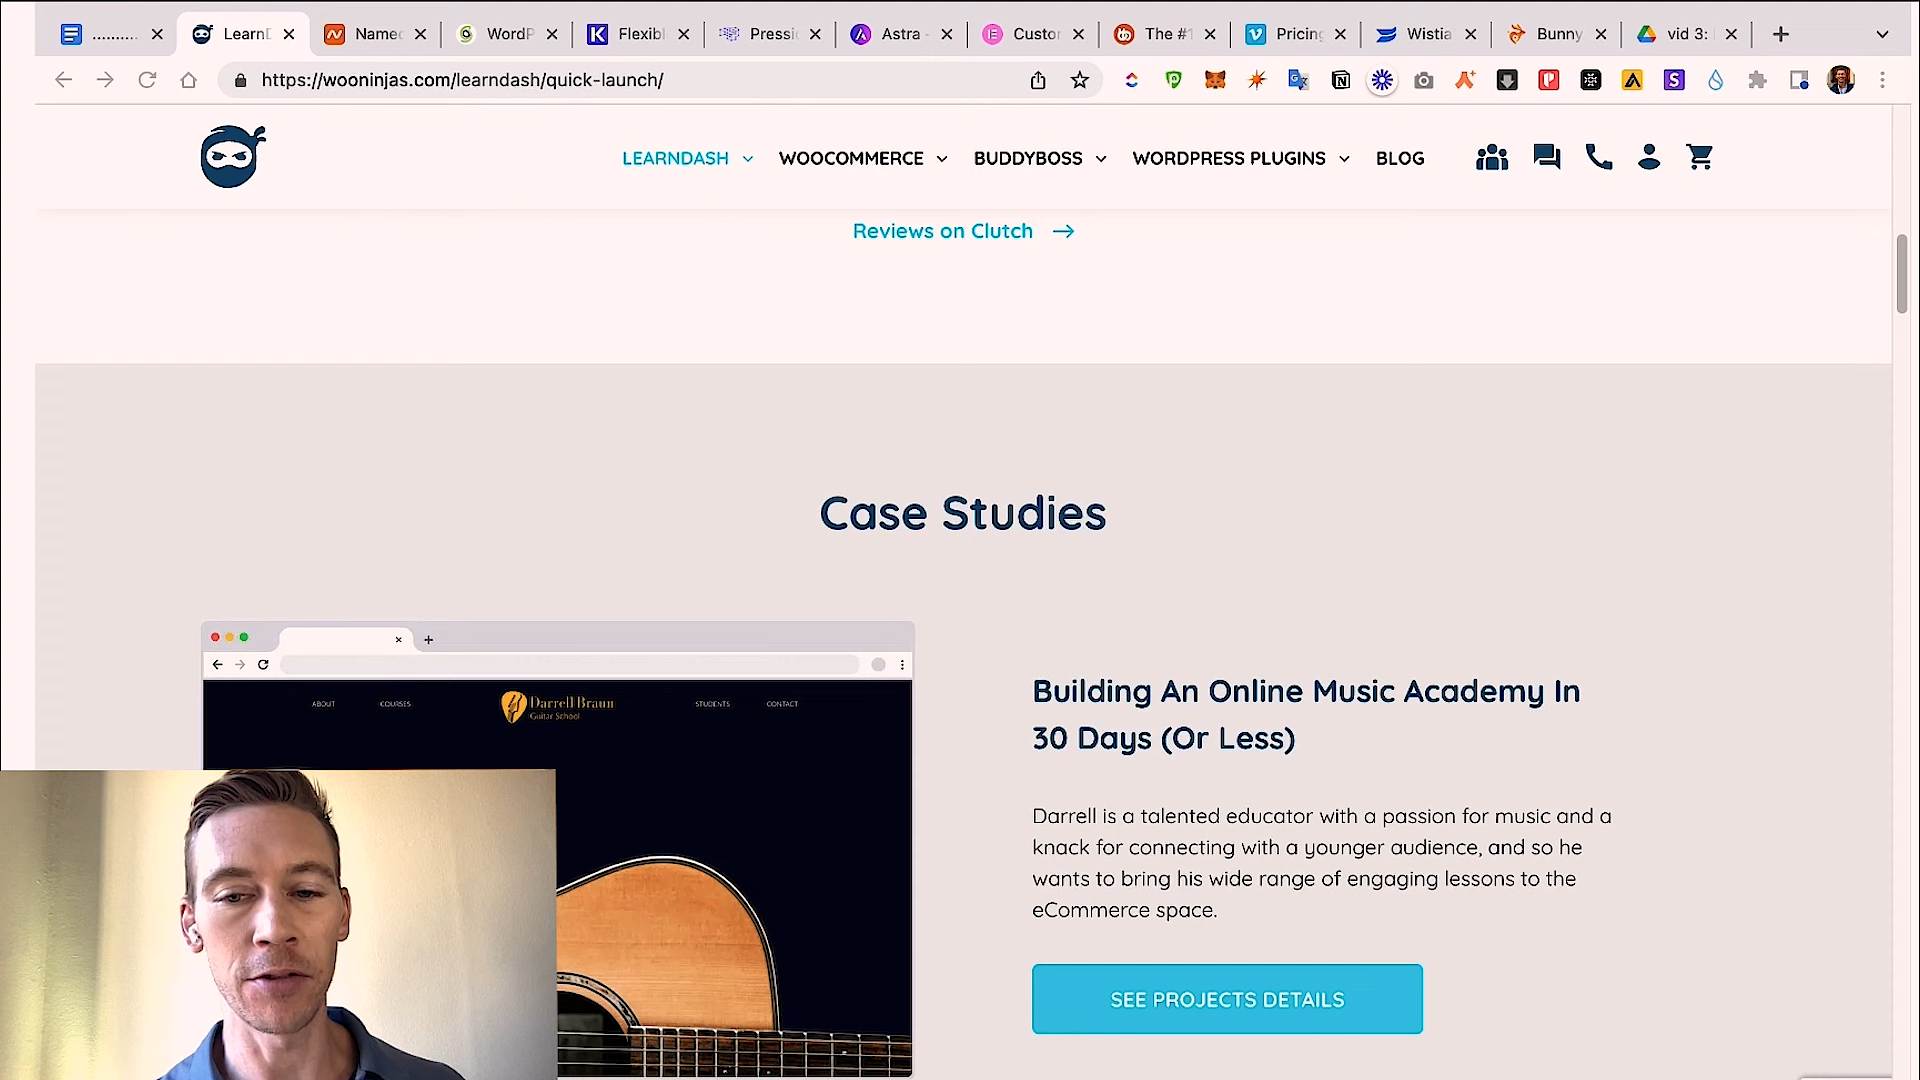 ..........
LearnD
Namec
WordP
Flexibl
Pressi
Astra -
Custor
The #1
Pricing
Wistia
Bunny
vid 3:
https://wooninjas.com/learndash/quick-launch/
LEARNDASH
WOOCOMMERCE
BUDDYBOSS
WORDPRESS PLUGINS
BLOG
Reviews on Clutch →
Case Studies
ABOUT
COURSES
Darrell Braun
Guitar School
STUDENTS
CONTACT
Building An Online Music Academy In
30 Days (Or Less)
Darrell is a talented educator with a passion for music and a
knack for connecting with a younger audience, and so he
wants to bring his wide range of engaging lessons to the
eCommerce space.
SEE PROJECTS DETAILS